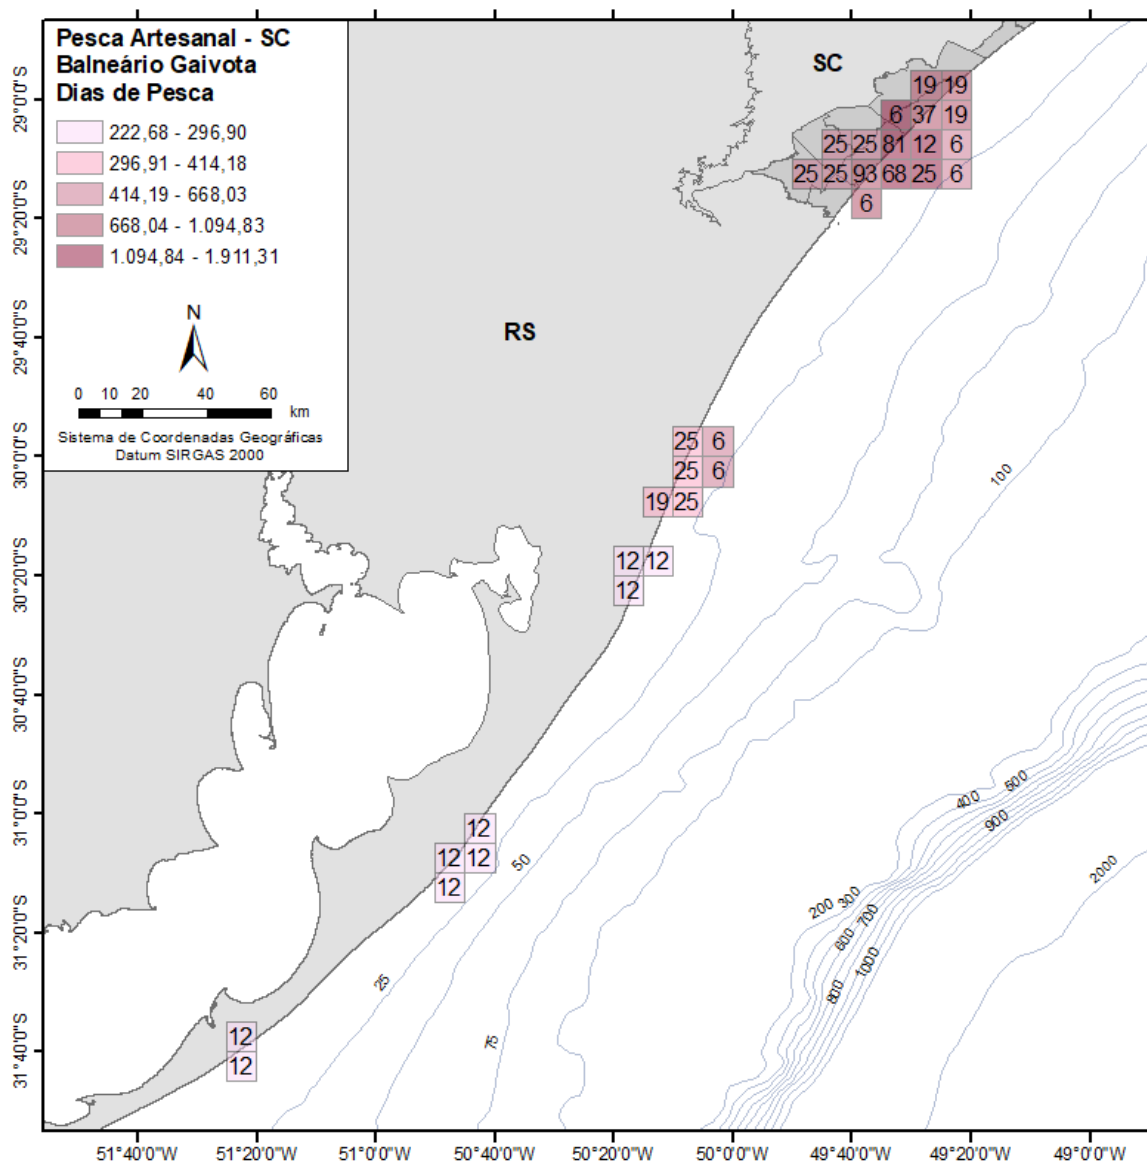 Pesca Artesanal - SC
Balneário Gaivota
Dias de Pesca
222,68 - 296,90
296,91 - 414,18
414,19 - 668,03
668,04 - 1.094,83
1.094,84 - 1.911,31
N
0 10 20 40 60
km
Sistema de Coordenadas Geográficas
Datum SIRGAS 2000
SC
RS
19 19
6 37 19
25 25 81 12 6
25 25 93 68 25 6
6
25 6
25 6
19 25
12 12
12
12
12 12
12
12
12
100
400 500
900
50
2000
200 300
700
600
1000
800
25
75
29°0'0"S
29°20'0"S
29°40'0"S
30°0'0"S
30°20'0"S
30°40'0"S
31°0'0"S
31°20'0"S
31°40'0"S
51°40'0"W 51°20'0"W 51°0'0"W 50°40'0"W 50°20'0"W 50°0'0"W 49°40'0"W 49°20'0"W 49°0'0"W